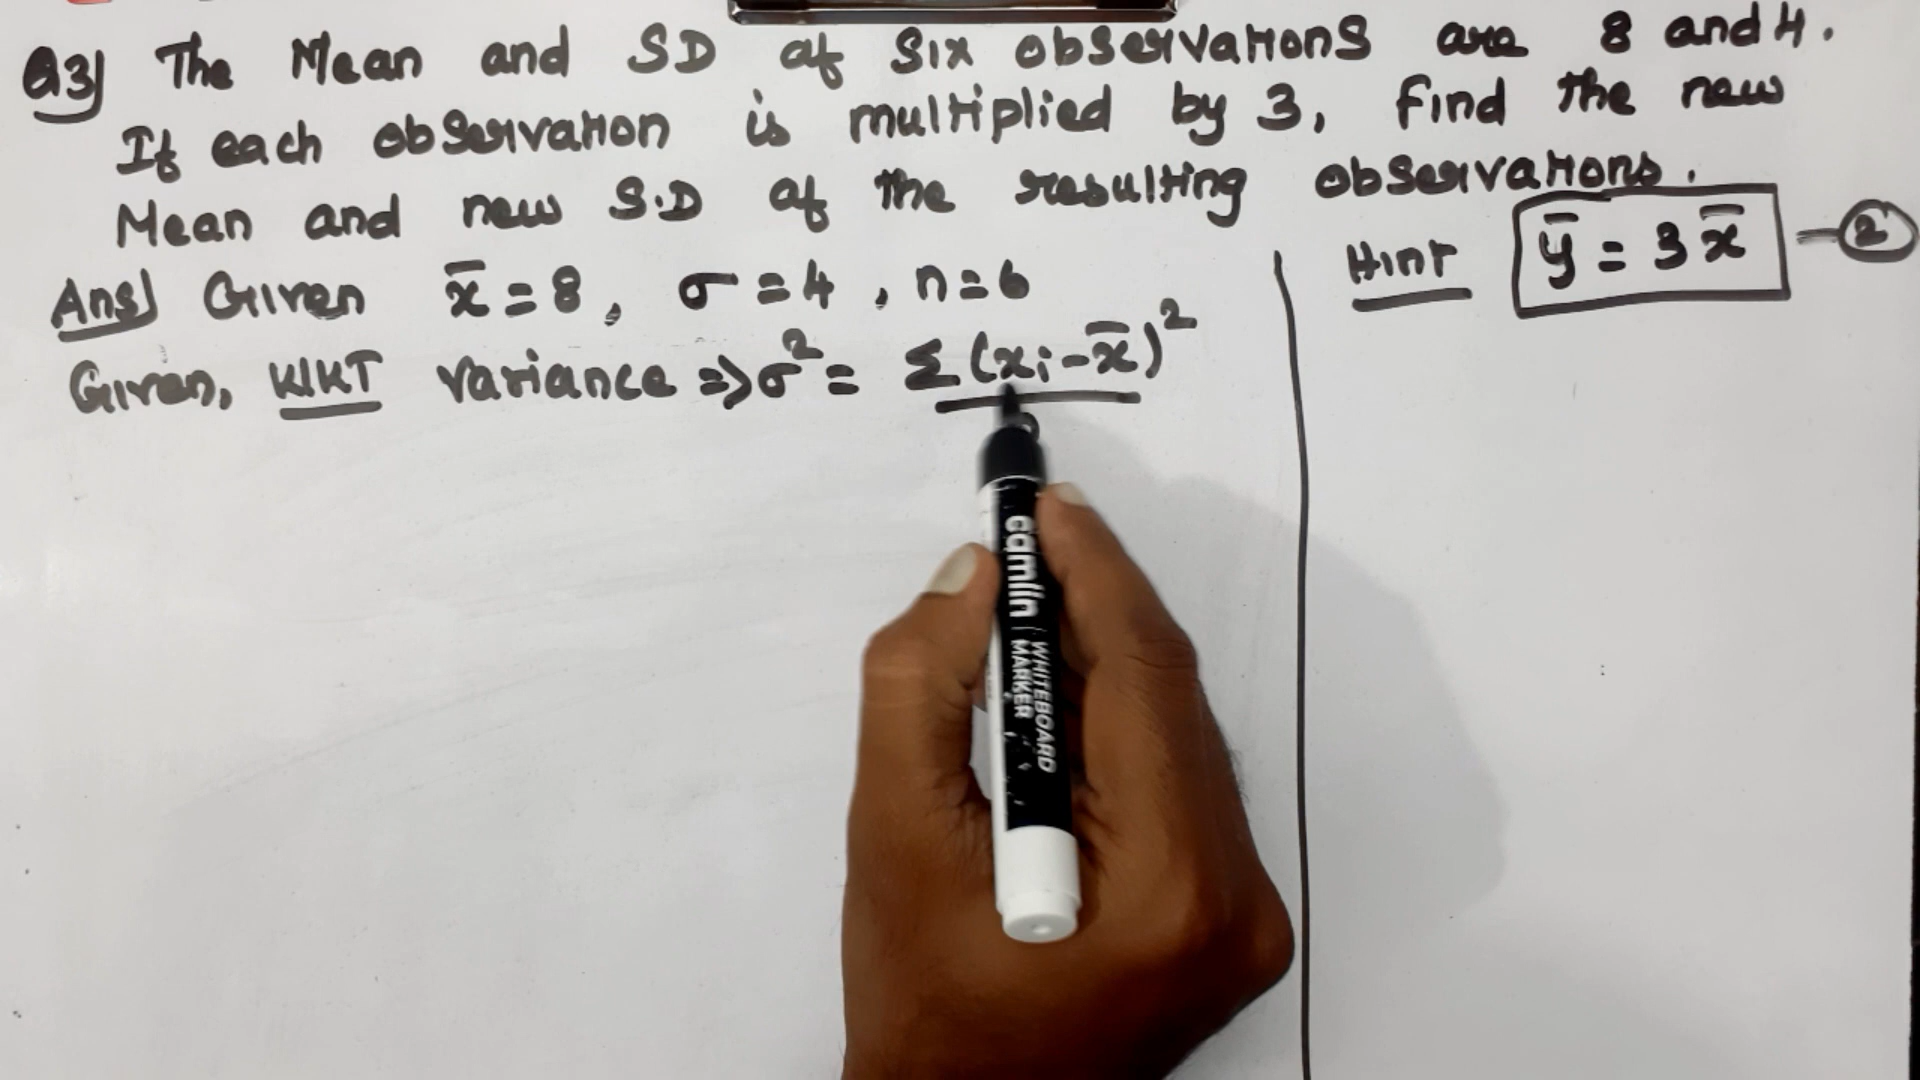 Q3) The Mean and SD of Six observations are 8 and 4.
If each observation is multiplied by 3, find the new
Mean and new S.D of the resulting observations.
Ans) Given x̄ = 8, σ = 4, n = 6
Given, WKT Variance ⇒ σ² = Σ(xᵢ - x̄)²
Hint ȳ = 3x̄ — ②
camlin WHITEBOARD MARKER